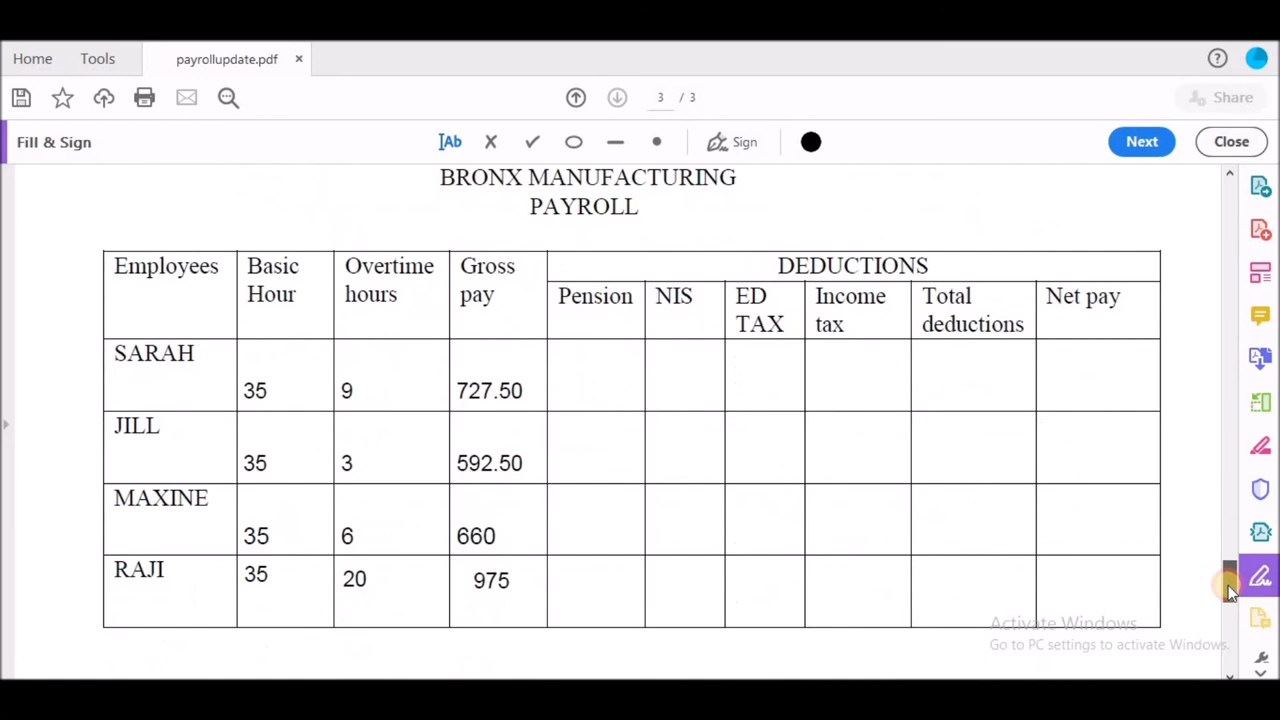 Home Tools payrollupdate.pdf ×
3 / 3 Share
Fill & Sign Ab Sign Next Close
BRONX MANUFACTURING
PAYROLL
Employees Basic Hour Overtime hours Gross pay DEDUCTIONS
Pension NIS ED TAX Income tax Total deductions Net pay
SARAH 35 9 727.50
JILL 35 3 592.50
MAXINE 35 6 660
RAJI 35 20 975
Activate Windows
Go to PC settings to activate Windows.